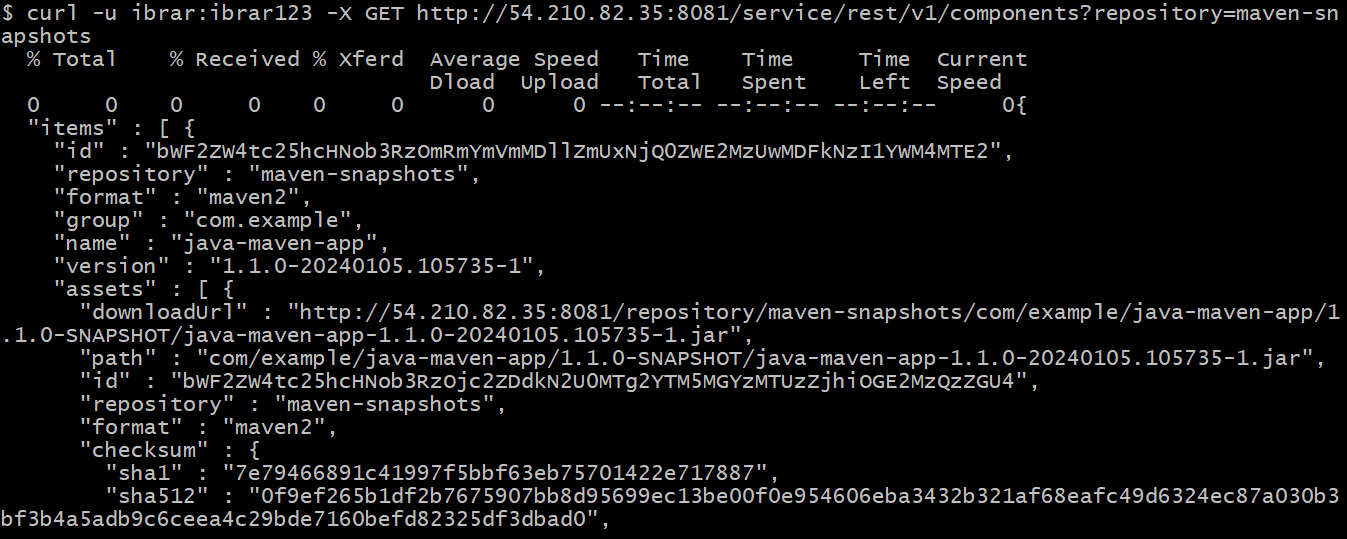 $ curl -u ibrar:ibrar123 -X GET http://54.210.82.35:8081/service/rest/v1/components?repository=maven-sn
apshots
% Total % Received % Xferd Average Speed Time Time Time Current
Dload Upload Total Spent Left Speed
0 0 0 0 0 0 0 0 --:--:-- --:--:-- --:--:-- 0{
"items" : [ {
"id" : "bWF2ZW4tc25hcHNob3RzOmRmYmVmMDllZmUxNjQ0ZWE2MzUwMDFkNzI1YWM4MTE2",
"repository" : "maven-snapshots",
"format" : "maven2",
"group" : "com.example",
"name" : "java-maven-app",
"version" : "1.1.0-20240105.105735-1",
"assets" : [ {
"downloadUrl" : "http://54.210.82.35:8081/repository/maven-snapshots/com/example/java-maven-app/1
.1.0-SNAPSHOT/java-maven-app-1.1.0-20240105.105735-1.jar",
"path" : "com/example/java-maven-app/1.1.0-SNAPSHOT/java-maven-app-1.1.0-20240105.105735-1.jar",
"id" : "bWF2ZW4tc25hcHNob3RzOjc2ZDdkN2U0MTg2YTM5MGYzMTUzZjhiOGE2MzQzZGU4",
"repository" : "maven-snapshots",
"format" : "maven2",
"checksum" : {
"sha1" : "7e79466891c41997f5bbf63eb75701422e717887",
"sha512" : "0f9ef265b1df2b7675907bb8d95699ec13be00f0e954606eba3432b321af68eafc49d6324ec87a030b3
bf3b4a5adb9c6ceea4c29bde7160befd82325df3dbad0",